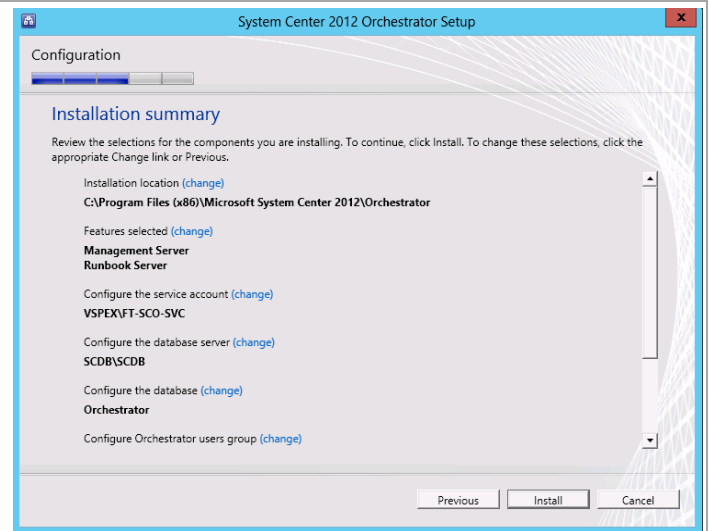 System Center 2012 Orchestrator Setup
x
Configuration
Installation summary
Review the selections for the components you are installing. To continue, click Install. To change these selections, click the
appropriate Change link or Previous.
Installation location (change)
C:\Program Files (x86)\Microsoft System Center 2012\Orchestrator
Features selected (change)
Management Server
Runbook Server
Configure the service account (change)
VSPEX\FT-SCO-SVC
Configure the database server (change)
SCDB\SCDB
Configure the database (change)
Orchestrator
Configure Orchestrator users group (change)
Previous Install Cancel